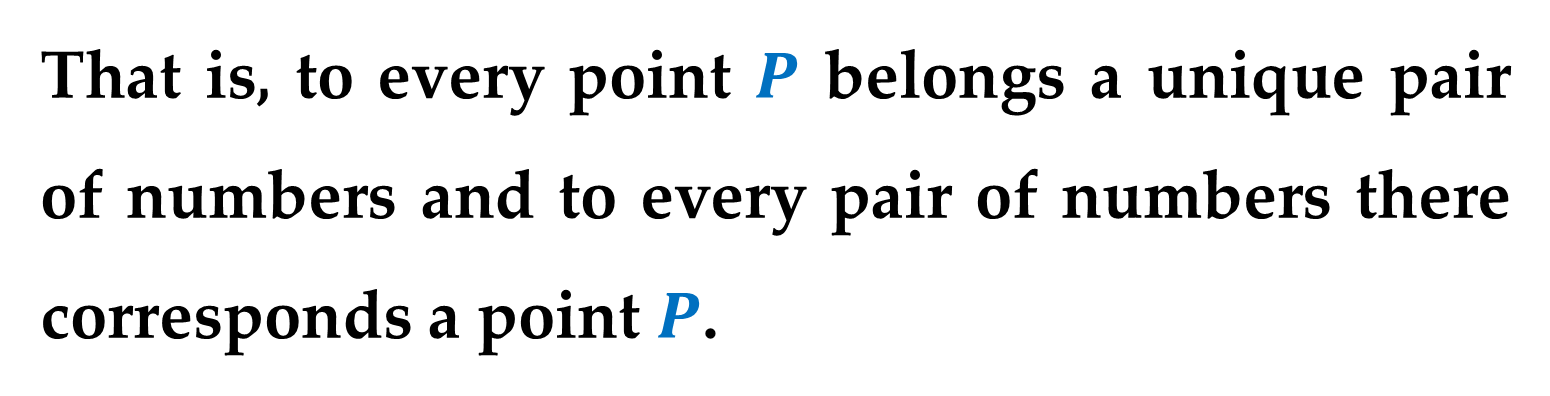 That is, to every point P belongs a unique pair
of numbers and to every pair of numbers there
corresponds a point P.